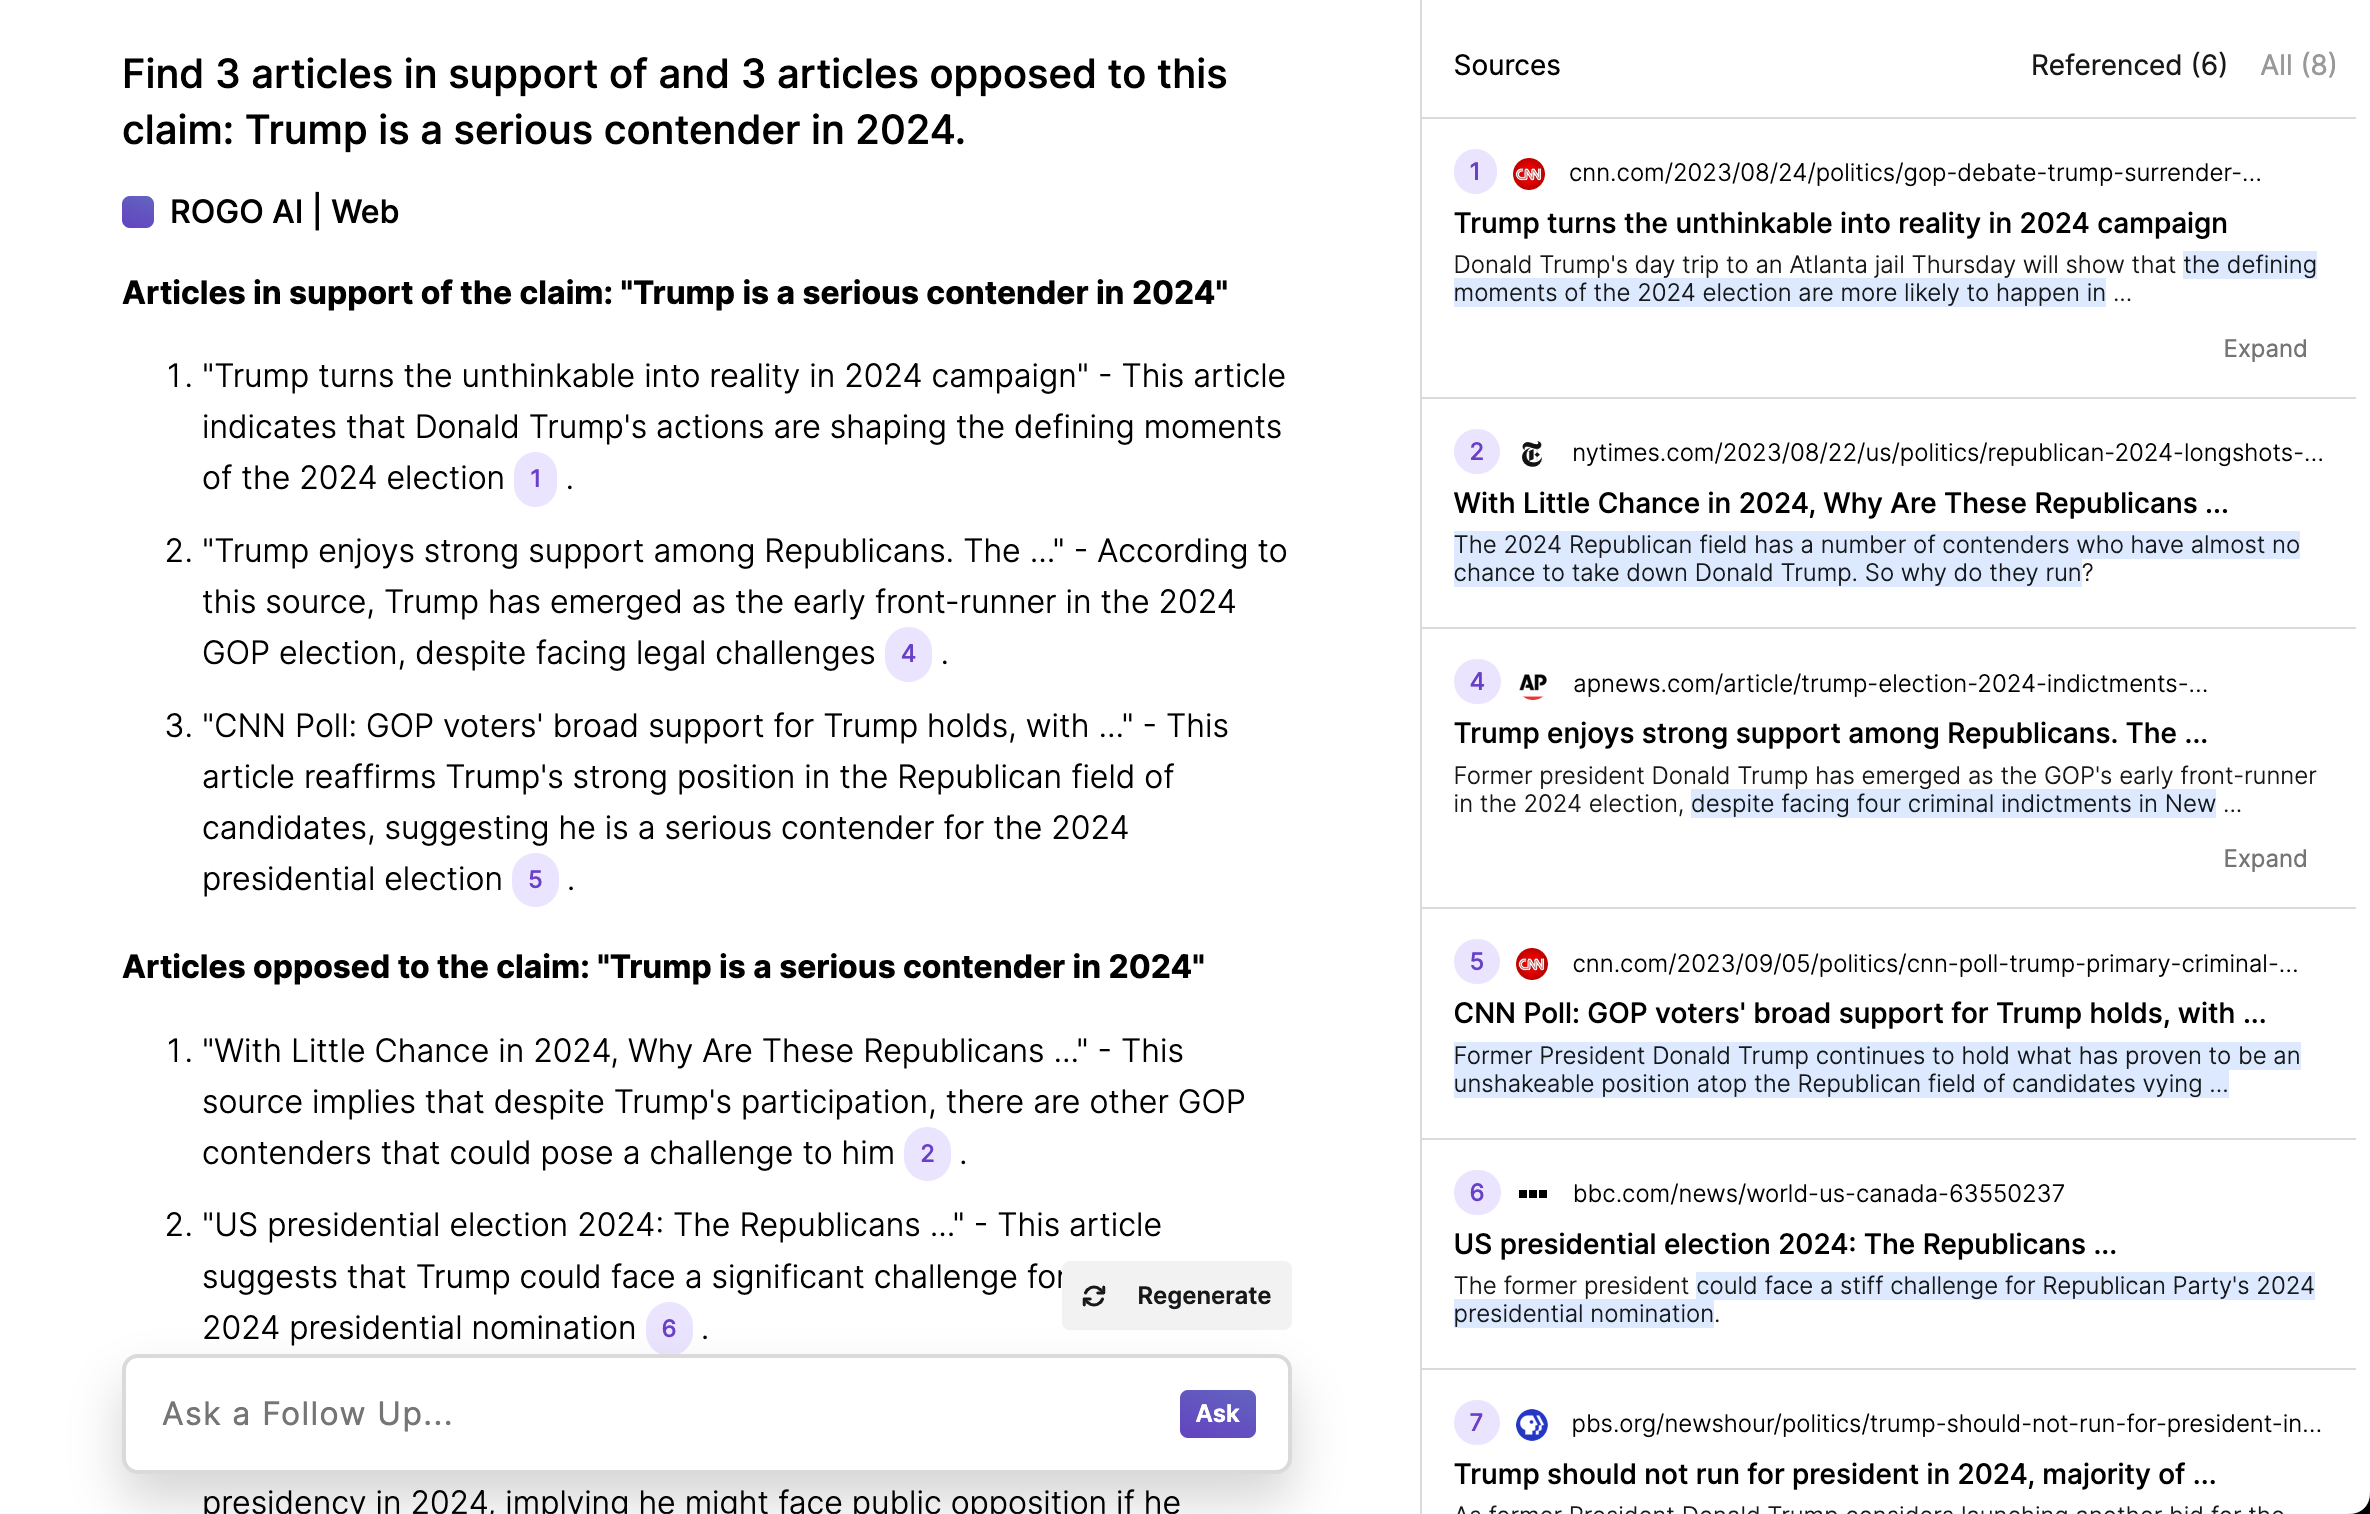 Find 3 articles in support of and 3 articles opposed to this
claim: Trump is a serious contender in 2024.
ROGO AI | Web
Articles in support of the claim: "Trump is a serious contender in 2024"
1. "Trump turns the unthinkable into reality in 2024 campaign" - This article
indicates that Donald Trump's actions are shaping the defining moments
of the 2024 election 1 .
2. "Trump enjoys strong support among Republicans. The ..." - According to
this source, Trump has emerged as the early front-runner in the 2024
GOP election, despite facing legal challenges 4 .
3. "CNN Poll: GOP voters' broad support for Trump holds, with ..." - This
article reaffirms Trump's strong position in the Republican field of
candidates, suggesting he is a serious contender for the 2024
presidential election 5 .
Articles opposed to the claim: "Trump is a serious contender in 2024"
1. "With Little Chance in 2024, Why Are These Republicans ..." - This
source implies that despite Trump's participation, there are other GOP
contenders that could pose a challenge to him 2 .
2. "US presidential election 2024: The Republicans ..." - This article
suggests that Trump could face a significant challenge for
2024 presidential nomination 6 .
Regenerate
Ask a Follow Up...
Ask
presidency in 2024, implying he might face public opposition if he
Sources
Referenced (6)
All (8)
1 CNN cnn.com/2023/08/24/politics/gop-debate-trump-surrender-...
Trump turns the unthinkable into reality in 2024 campaign
Donald Trump's day trip to an Atlanta jail Thursday will show that the defining
moments of the 2024 election are more likely to happen in ...
Expand
2 nytimes.com/2023/08/22/us/politics/republican-2024-longshots-...
With Little Chance in 2024, Why Are These Republicans ...
The 2024 Republican field has a number of contenders who have almost no
chance to take down Donald Trump. So why do they run?
4 AP apnews.com/article/trump-election-2024-indictments-...
Trump enjoys strong support among Republicans. The ...
Former president Donald Trump has emerged as the GOP's early front-runner
in the 2024 election, despite facing four criminal indictments in New ...
Expand
5 CNN cnn.com/2023/09/05/politics/cnn-poll-trump-primary-criminal-...
CNN Poll: GOP voters' broad support for Trump holds, with ...
Former President Donald Trump continues to hold what has proven to be an
unshakeable position atop the Republican field of candidates vying ...
6 bbc.com/news/world-us-canada-63550237
US presidential election 2024: The Republicans ...
The former president could face a stiff challenge for Republican Party's 2024
presidential nomination.
7 pbs.org/newshour/politics/trump-should-not-run-for-president-in...
Trump should not run for president in 2024, majority of ...
As former President Donald Trump considers launching another bid for the